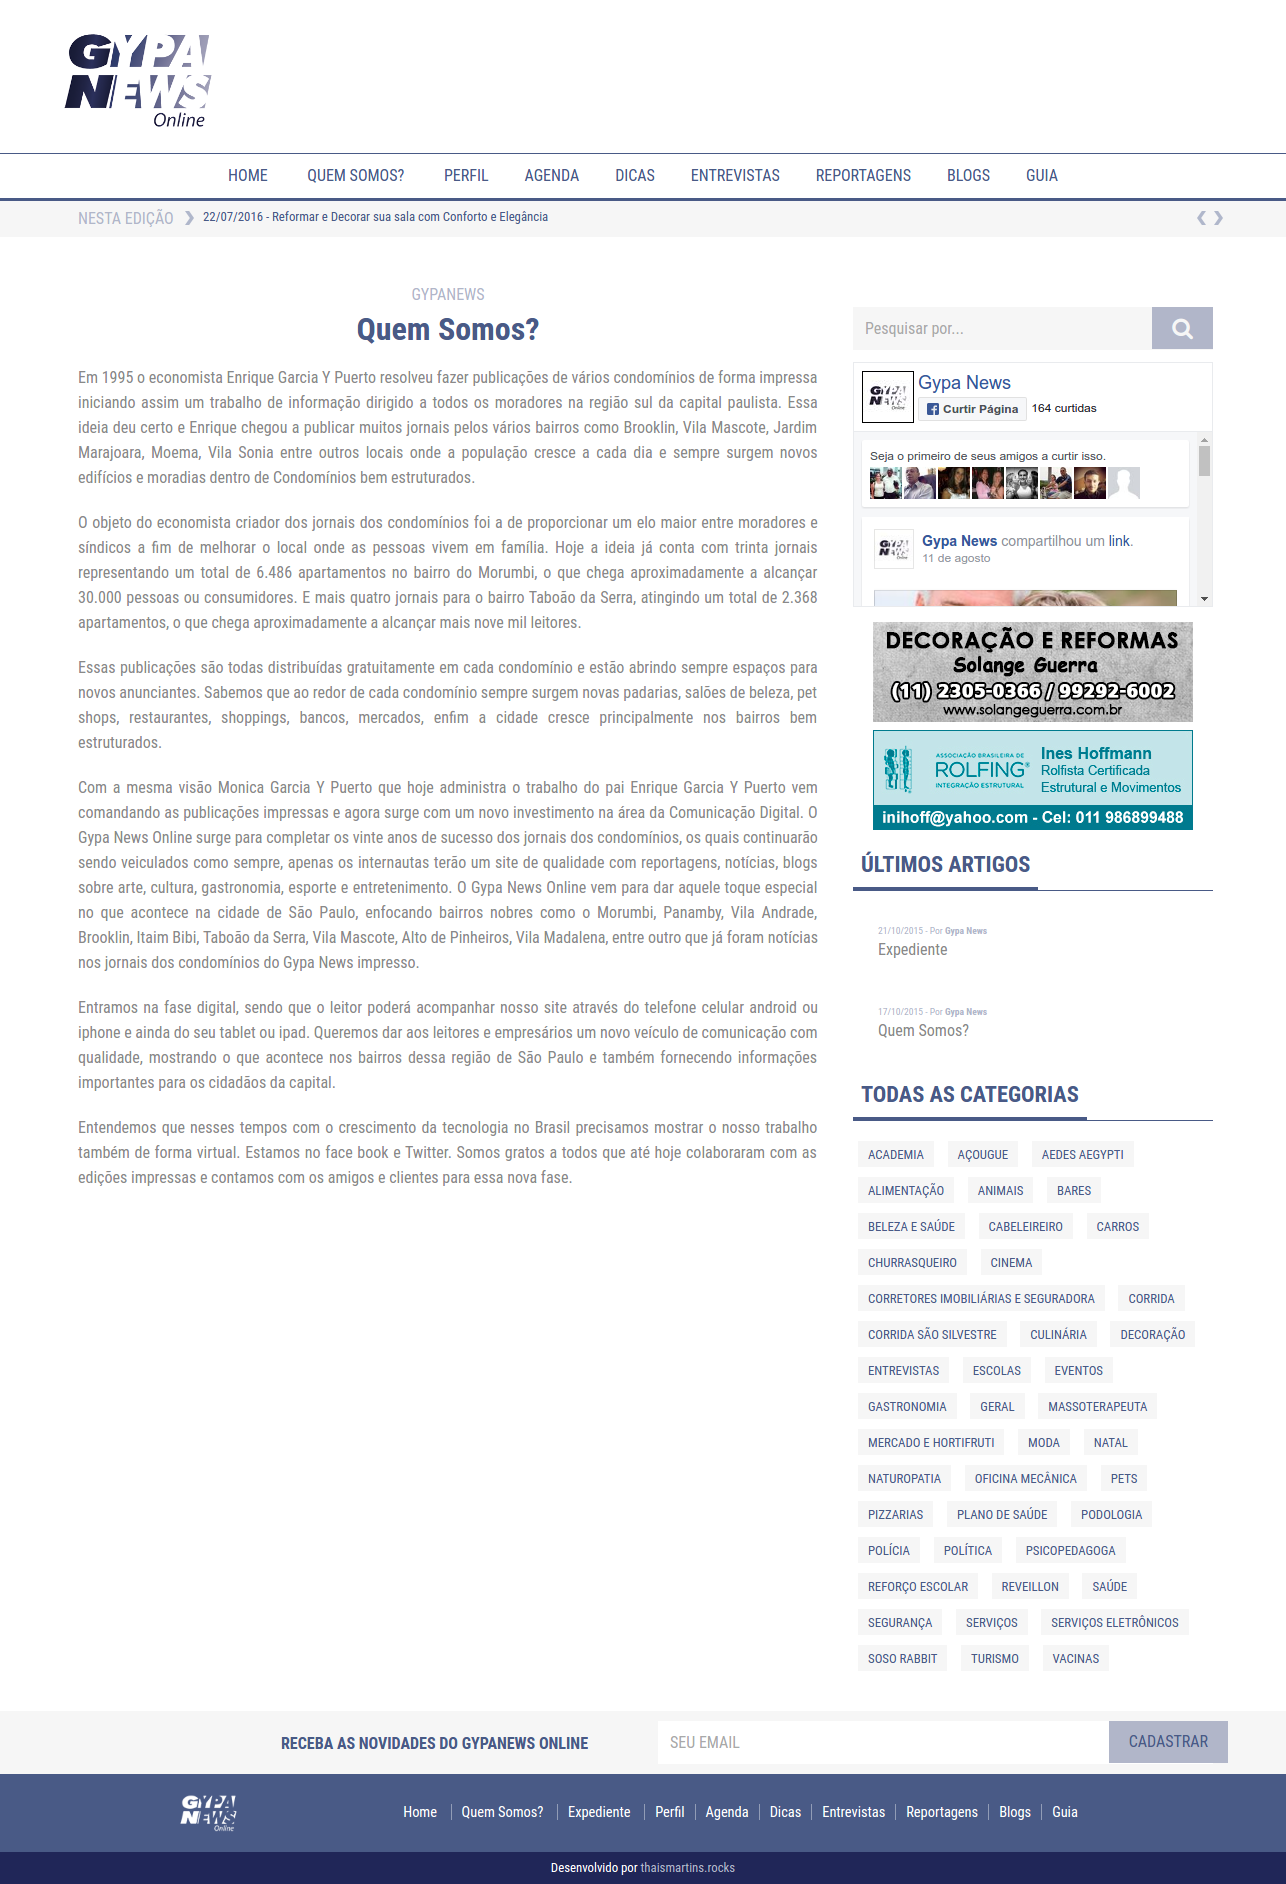 GYPA
NEWS
Online
HOME QUEM SOMOS? PERFIL AGENDA DICAS ENTREVISTAS REPORTAGENS BLOGS GUIA
NESTA EDIÇÃO 22/07/2016 - Reformar e Decorar sua sala com Conforto e Elegância
GYPANEWS
Quem Somos?
Em 1995 o economista Enrique Garcia Y Puerto resolveu fazer publicações de vários condomínios de forma impressa
iniciando assim um trabalho de informação dirigido a todos os moradores na região sul da capital paulista. Essa
ideia deu certo e Enrique chegou a publicar muitos jornais pelos vários bairros como Brooklin, Vila Mascote, Jardim
Marajoara, Moema, Vila Sonia entre outros locais onde a população cresce a cada dia e sempre surgem novos
edifícios e moradias dentro de Condomínios bem estruturados.
O objeto do economista criador dos jornais dos condomínios foi a de proporcionar um elo maior entre moradores e
síndicos a fim de melhorar o local onde as pessoas vivem em família. Hoje a ideia já conta com trinta jornais
representando um total de 6.486 apartamentos no bairro do Morumbi, o que chega aproximadamente a alcançar
30.000 pessoas ou consumidores. E mais quatro jornais para o bairro Taboão da Serra, atingindo um total de 2.368
apartamentos, o que chega aproximadamente a alcançar mais nove mil leitores.
Essas publicações são todas distribuídas gratuitamente em cada condomínio e estão abrindo sempre espaços para
novos anunciantes. Sabemos que ao redor de cada condomínio sempre surgem novas padarias, salões de beleza, pet
shops, restaurantes, shoppings, bancos, mercados, enfim a cidade cresce principalmente nos bairros bem
estruturados.
Com a mesma visão Monica Garcia Y Puerto que hoje administra o trabalho do pai Enrique Garcia Y Puerto vem
comandando as publicações impressas e agora surge com um novo investimento na área da Comunicação Digital. O
Gypa News Online surge para completar os vinte anos de sucesso dos jornais dos condomínios, os quais continuarão
sendo veiculados como sempre, apenas os internautas terão um site de qualidade com reportagens, notícias, blogs
sobre arte, cultura, gastronomia, esporte e entretenimento. O Gypa News Online vem para dar aquele toque especial
no que acontece na cidade de São Paulo, enfocando bairros nobres como o Morumbi, Panamby, Vila Andrade,
Brooklin, Itaim Bibi, Taboão da Serra, Vila Mascote, Alto de Pinheiros, Vila Madalena, entre outro que já foram notícias
nos jornais dos condomínios do Gypa News impresso.
Entramos na fase digital, sendo que o leitor poderá acompanhar nosso site através do telefone celular android ou
iphone e ainda do seu tablet ou ipad. Queremos dar aos leitores e empresários um novo veículo de comunicação com
qualidade, mostrando o que acontece nos bairros dessa região de São Paulo e também fornecendo informações
importantes para os cidadãos da capital.
Entendemos que nesses tempos com o crescimento da tecnologia no Brasil precisamos mostrar o nosso trabalho
também de forma virtual. Estamos no face book e Twitter. Somos gratos a todos que até hoje colaboraram com as
edições impressas e contamos com os amigos e clientes para essa nova fase.
Pesquisar por...
GYPA
NEWS
Online
Gypa News
Curtir Página 164 curtidas
Seja o primeiro de seus amigos a curtir isso.
GYPA
NEWS
Online
Gypa News compartilhou um link.
11 de agosto
DECORAÇÃO E REFORMAS
Solange Guerra
(11) 2305-0366 / 99292-6002
www.solangeguerra.com.br
ASSOCIAÇÃO BRASILEIRA DE
ROLFING®
INTEGRAÇÃO ESTRUTURAL
Ines Hoffmann
Rolfista Certificada
Estrutural e Movimentos
inihoff@yahoo.com - Cel: 011 986899488
ÚLTIMOS ARTIGOS
21/10/2015 - Por Gypa News
Expediente
17/10/2015 - Por Gypa News
Quem Somos?
TODAS AS CATEGORIAS
ACADEMIA AÇOUGUE AEDES AEGYPTI
ALIMENTAÇÃO ANIMAIS BARES
BELEZA E SAÚDE CABELEIREIRO CARROS
CHURRASQUEIRO CINEMA
CORRETORES IMOBILIÁRIAS E SEGURADORA CORRIDA
CORRIDA SÃO SILVESTRE CULINÁRIA DECORAÇÃO
ENTREVISTAS ESCOLAS EVENTOS
GASTRONOMIA GERAL MASSOTERAPEUTA
MERCADO E HORTIFRUTI MODA NATAL
NATUROPATIA OFICINA MECÂNICA PETS
PIZZARIAS PLANO DE SAÚDE PODOLOGIA
POLÍCIA POLÍTICA PSICOPEDAGOGA
REFORÇO ESCOLAR REVEILLON SAÚDE
SEGURANÇA SERVIÇOS SERVIÇOS ELETRÔNICOS
SOSO RABBIT TURISMO VACINAS
RECEBA AS NOVIDADES DO GYPANEWS ONLINE SEU EMAIL CADASTRAR
GYPA
NEWS
Online
Home Quem Somos? Expediente Perfil Agenda Dicas Entrevistas Reportagens Blogs Guia
Desenvolvido por thaismartins.rocks